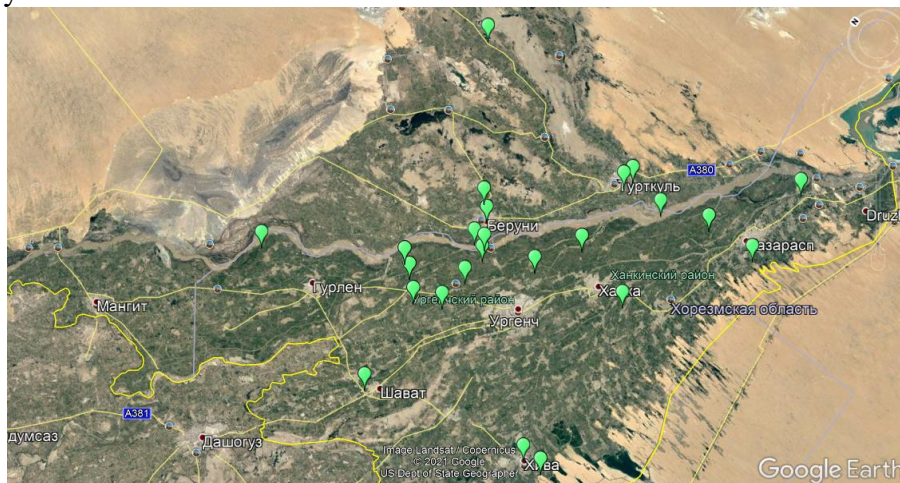 у
N
A380
Турткуль
Беруни
Druz
Хазарасп
Гурлен
Ханкинский район
Ханка
Ургенчский район
Мангит
Ургенч
Хорезмская область
Шават
A381
думсаз
Дашогуз
Хива
Image Landsat / Copernicus
© 2021 Google
US Dept of State Geographer
Google Earth